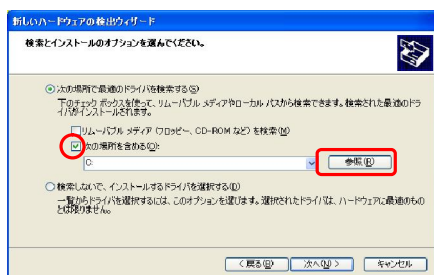 新しいハードウェアの検出ウィザード
検索とインストールのオプションを選んでください。
次の場所で最適のドライバを検索する(S)
下のチェック ボックスを使って、リムーバブル メディアやローカル パスから検索できます。検索された最適のドラ
イバがインストールされます。
リムーバブル メディア (フロッピー、CD-ROM など) を検索(M)
次の場所を含める(O):
C:
参照(R)
検索しないで、インストールするドライバを選択する(D)
一覧からドライバを選択するには、このオプションを選びます。選択されたドライバは、ハードウェアに最適のもの
とは限りません。
< 戻る(B)
次へ(N) >
キャンセル